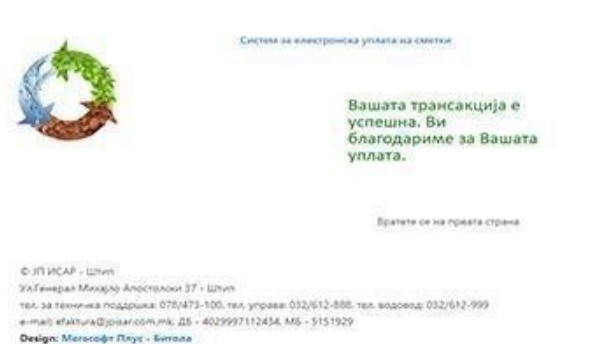 Систем за електронска уплата на сметки
Вашата трансакција е
успешна. Ви
благодариме за Вашата
уплата.
Вратете се на првата страна
© ЈП ИСАР - Штип
Ул.Генерал Михајло Апостолски 37 - Штип
тел. за техничка поддршка: 078/473-100, тел. управа: 032/612-888, тел. водовод: 032/612-999
e-mail: efaktura@jpisar.com.mk, ДБ - 4029997112434, МБ - 5151929
Design: Мегасофт Плус - Битола